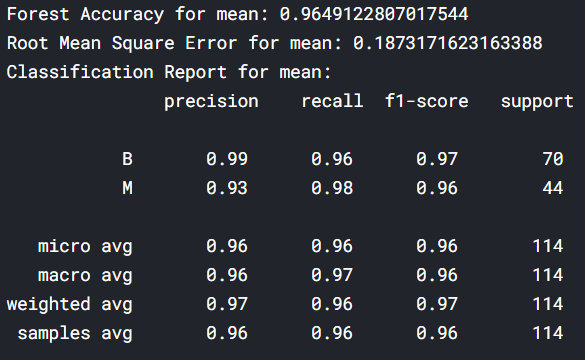 Forest Accuracy for mean: 0.9649122807017544
Root Mean Square Error for mean: 0.1873171623163388
Classification Report for mean:
precision recall f1-score support
B 0.99 0.96 0.97 70
M 0.93 0.98 0.96 44
micro avg 0.96 0.96 0.96 114
macro avg 0.96 0.97 0.96 114
weighted avg 0.97 0.96 0.97 114
samples avg 0.96 0.96 0.96 114